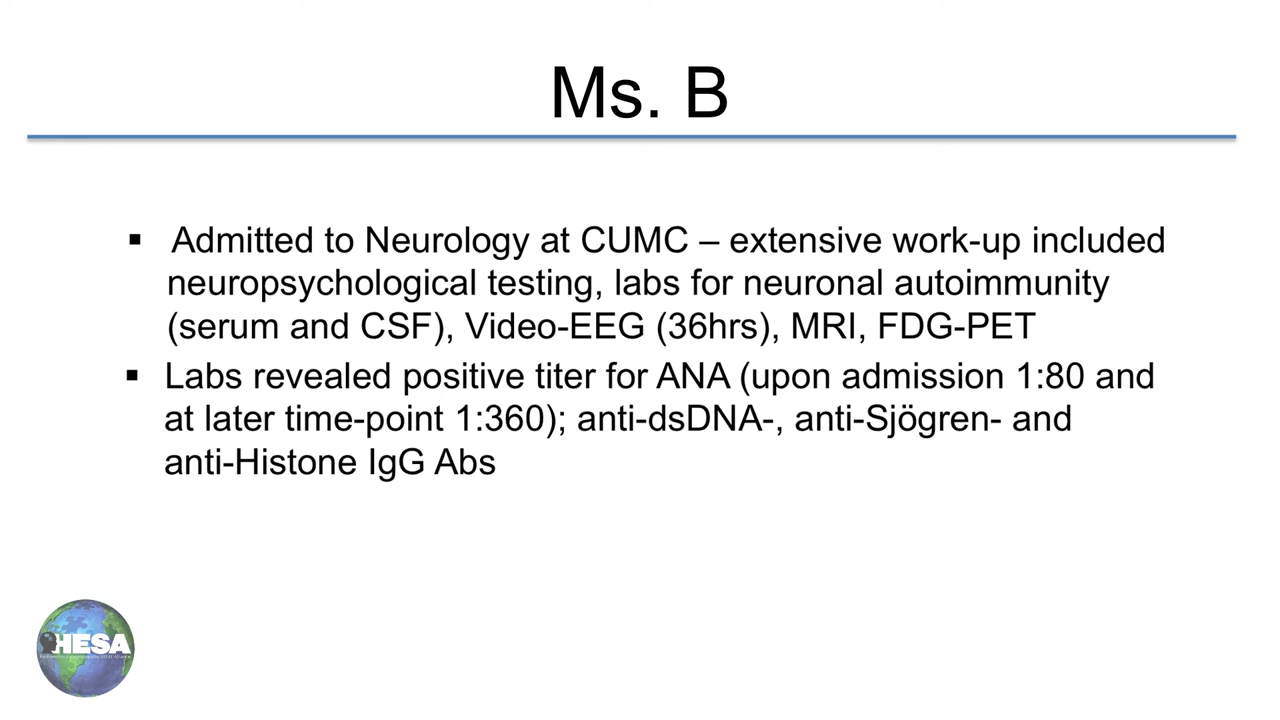 Ms. B
▪ Admitted to Neurology at CUMC – extensive work-up included
neuropsychological testing, labs for neuronal autoimmunity
(serum and CSF), Video-EEG (36hrs), MRI, FDG-PET
▪ Labs revealed positive titer for ANA (upon admission 1:80 and
at later time-point 1:360); anti-dsDNA-, anti-Sjögren- and
anti-Histone IgG Abs
HESA